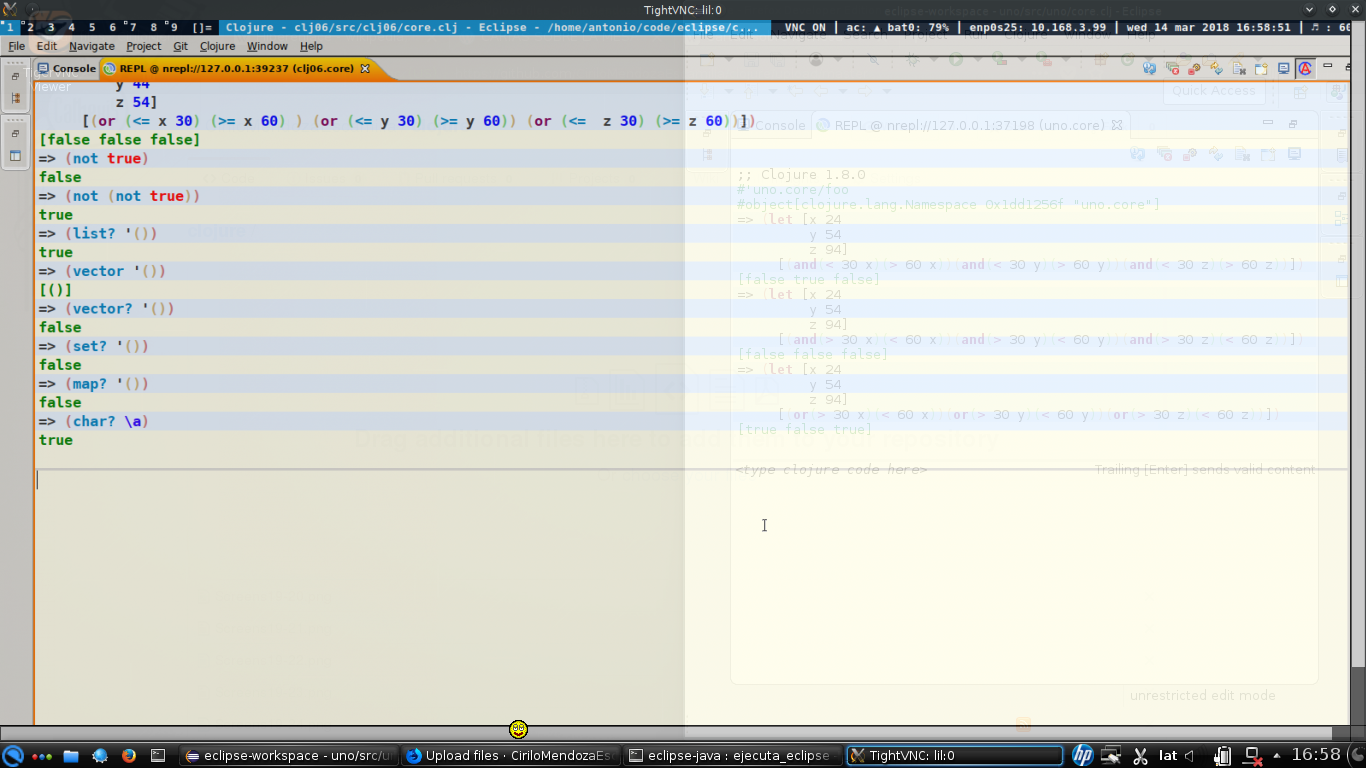 TightVNC: lil:0
eclipse-workspace - uno/src/uno/core.clj - Eclipse
1 2 3 4 5 6 7 8 9 []= Clojure - clj06/src/clj06/core.clj - Eclipse - /home/antonio/code/eclipse/c... VNC ON | ac: ▲ bat0: 79% | enp0s25: 10.168.3.99 | wed 14 mar 2018 16:58:51 | ♬ : 60
File Edit Navigate Project Git Clojure Window Help
Console REPL @ nrepl://127.0.0.1:39237 (clj06.core)
Viewer
Quick Access
y 44
z 54]
[(or (<= x 30) (>= x 60) ) (or (<= y 30) (>= y 60)) (or (<=  z 30) (>= z 60))])
[false false false]
=> (not true)
false
=> (not (not true))
true
=> (list? '())
true
=> (vector '())
[()]
=> (vector? '())
false
=> (set? '())
false
=> (map? '())
false
=> (char? \a)
true
Console REPL @ nrepl://127.0.0.1:37198 (uno.core)
;; Clojure 1.8.0
#'uno.core/foo
#object[clojure.lang.Namespace 0x1dd1256f "uno.core"]
=> (let [x 24
y 54
z 94]
[(and(< 30 x)(> 60 x))(and(< 30 y)(> 60 y))(and(< 30 z)(> 60 z))])
[false true false]
=> (let [x 24
y 54
z 94]
[(and(> 30 x)(< 60 x))(and(> 30 y)(< 60 y))(and(> 30 z)(< 60 z))])
[false false false]
=> (let [x 24
y 54
z 94]
[(or(> 30 x)(< 60 x))(or(> 30 y)(< 60 y))(or(> 30 z)(< 60 z))])
[true false true]
<type clojure code here> Trailing [Enter] sends valid content
unrestricted edit mode
eclipse-workspace - uno/src/u
Upload files · CiriloMendozaEs
eclipse-java : ejecuta_eclipse
TightVNC: lil:0
hp
lat
16:58